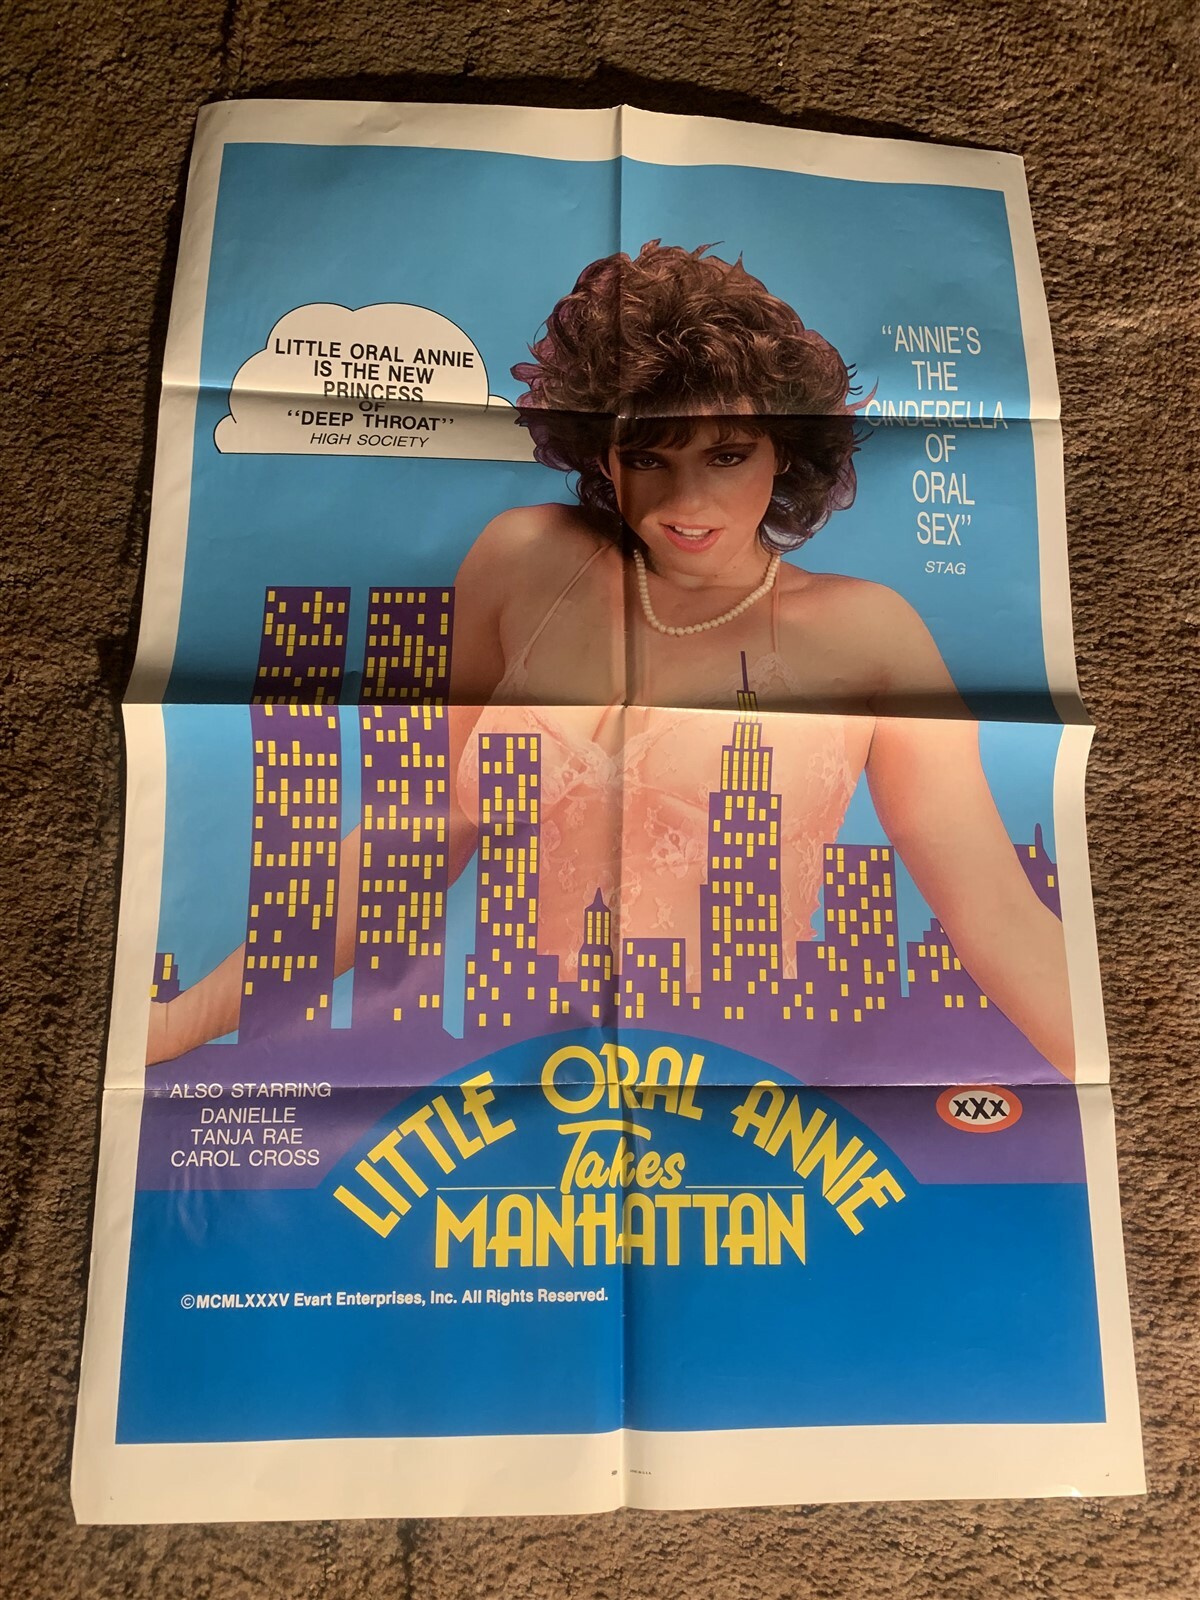 LITTLE ORAL ANNIE
IS THE NEW
PRINCESS
OF
‘‘DEEP THROAT’’
HIGH SOCIETY
“ANNIE’S
THE
CINDERELLA
OF
ORAL
SEX”
STAG
ALSO STARRING
DANIELLE
TANJA RAE
CAROL CROSS
XXX
LITTLE ORAL ANNIE
Takes
MANHATTAN
©MCMLXXXV Evart Enterprises, Inc. All Rights Reserved.